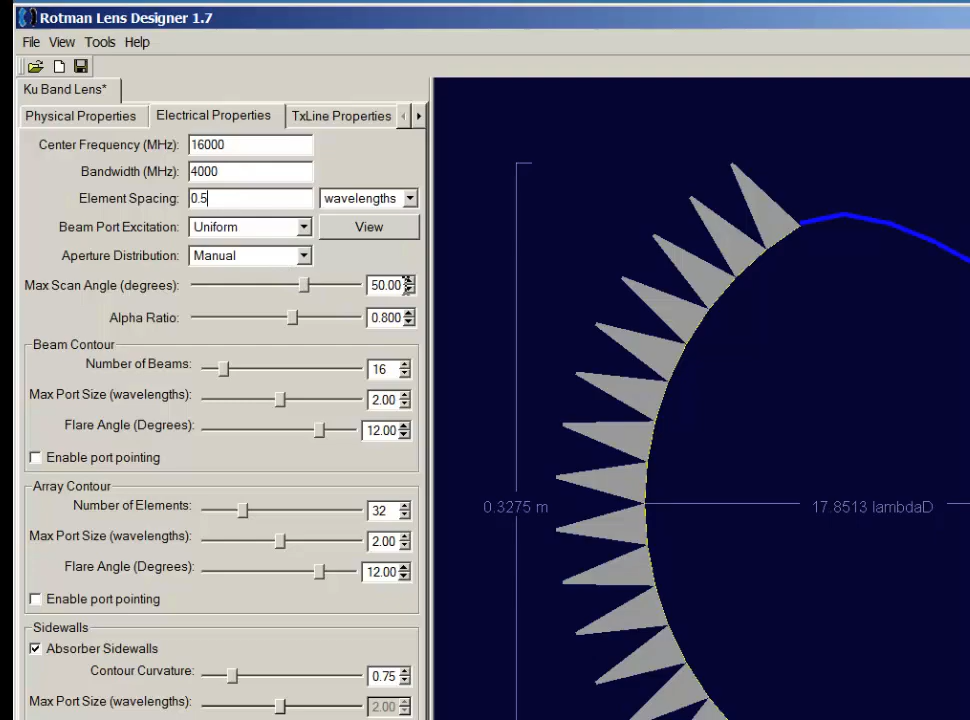 Rotman Lens Designer 1.7
File View Tools Help
Ku Band Lens*
Physical Properties Electrical Properties TxLine Properties
Center Frequency (MHz): 16000
Bandwidth (MHz): 4000
Element Spacing: 0.5 wavelengths
Beam Port Excitation: Uniform View
Aperture Distribution: Manual
Max Scan Angle (degrees): 50.00
Alpha Ratio: 0.800
Beam Contour
Number of Beams: 16
Max Port Size (wavelengths): 2.00
Flare Angle (Degrees): 12.00
Enable port pointing
Array Contour
Number of Elements: 32
Max Port Size (wavelengths): 2.00
Flare Angle (Degrees): 12.00
Enable port pointing
Sidewalls
Absorber Sidewalls
Contour Curvature: 0.75
Max Port Size (wavelengths): 2.00
0.3275 m 17.8513 lambdaD